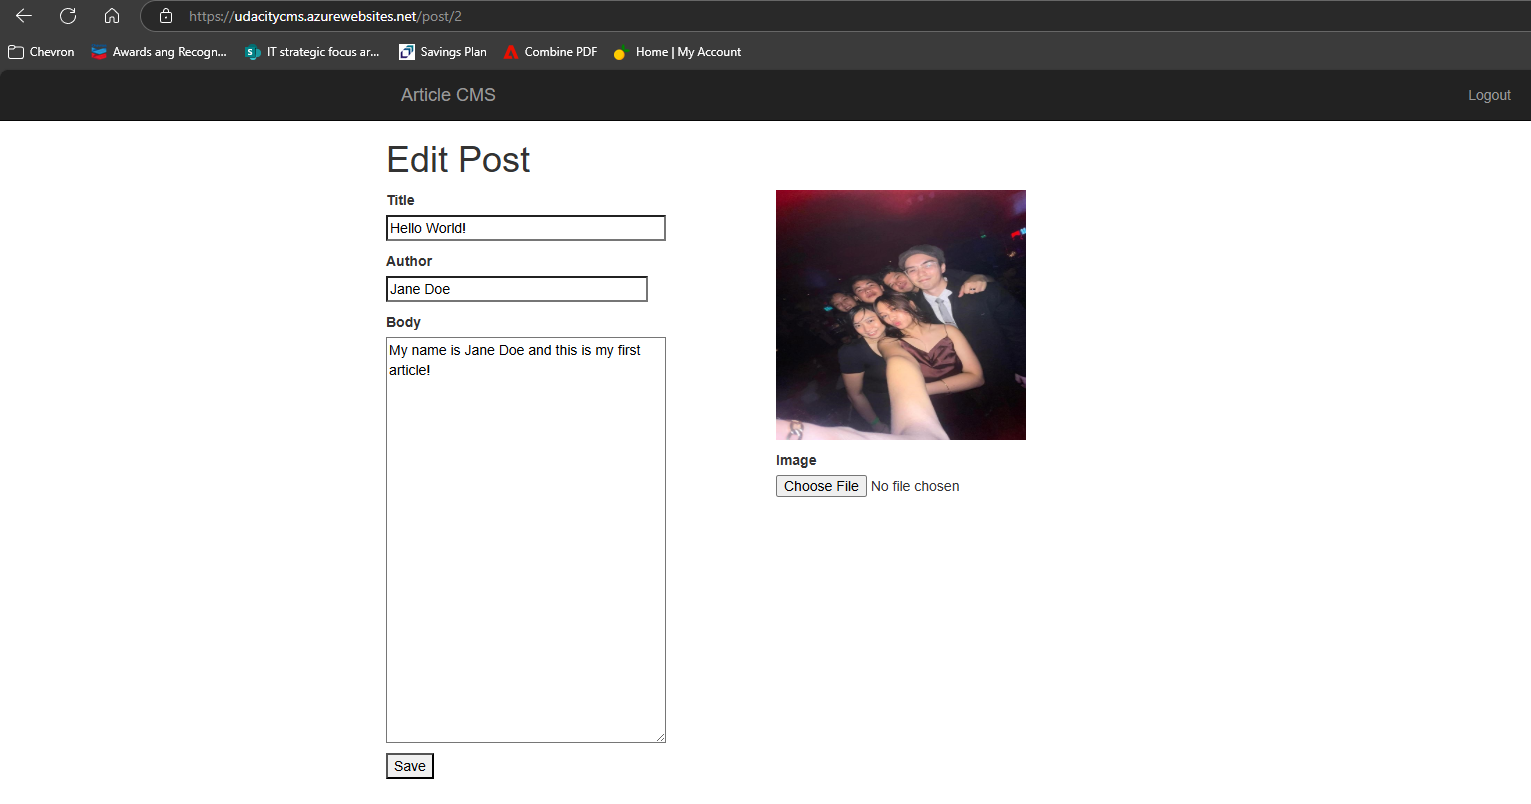 https://udacitycms.azurewebsites.net/post/2
Chevron Awards ang Recogn... IT strategic focus ar... Savings Plan Combine PDF Home | My Account
Article CMS Logout
Edit Post
Title
Hello World!
Author
Jane Doe
Body
My name is Jane Doe and this is my first
article!
Image
Choose File No file chosen
Save